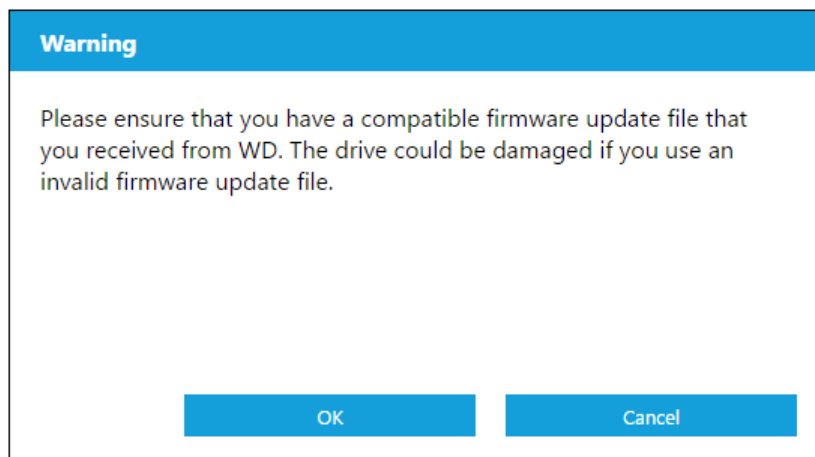 Warning
Please ensure that you have a compatible firmware update file that
you received from WD. The drive could be damaged if you use an
invalid firmware update file.
OK
Cancel